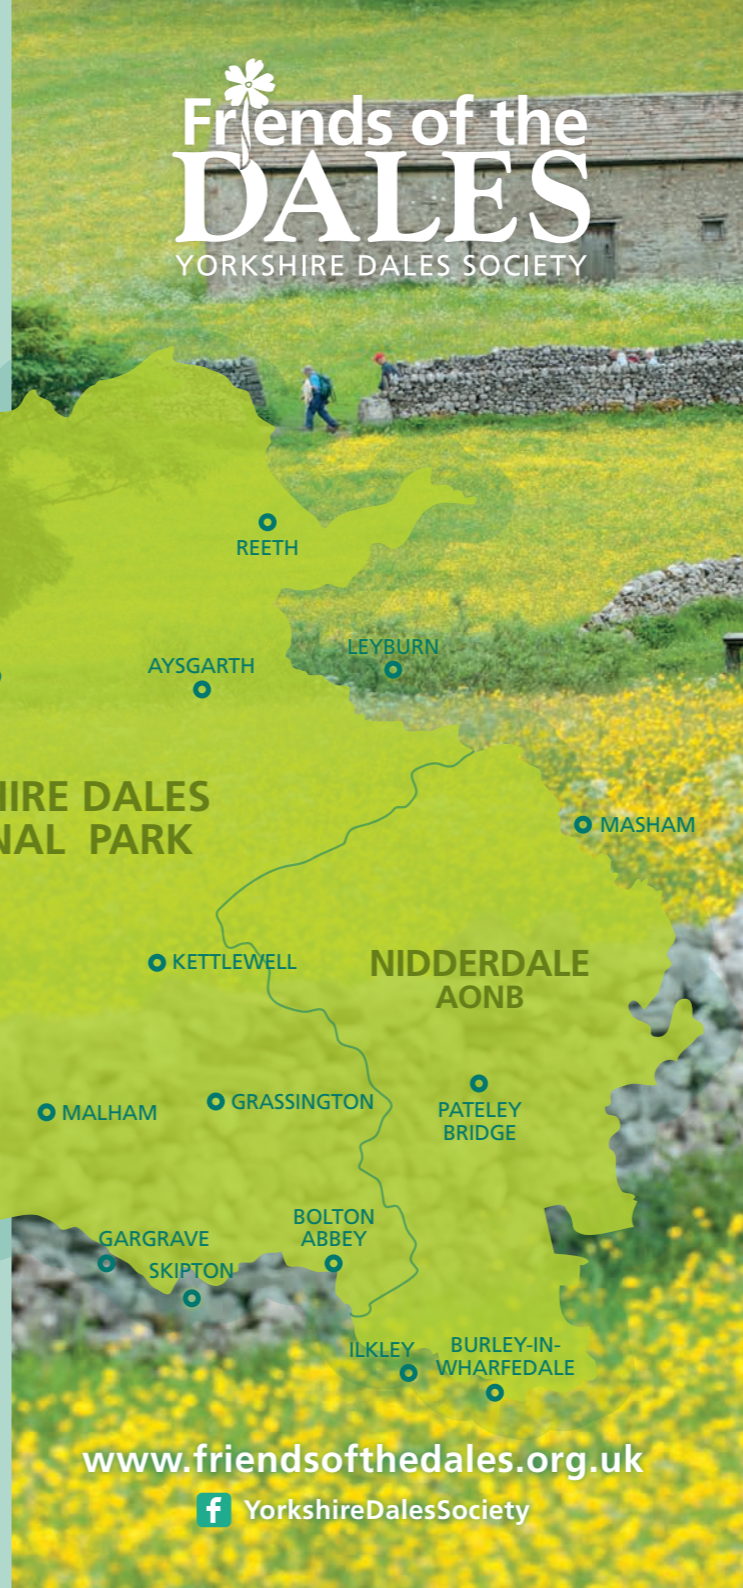 Friends of the
DALES
YORKSHIRE DALES SOCIETY
REETH
LEYBURN
AYSGARTH
HIRE DALES
NAL PARK
MASHAM
KETTLEWELL
NIDDERDALE
AONB
GRASSINGTON
MALHAM
PATELEY
BRIDGE
BOLTON
ABBEY
GARGRAVE
SKIPTON
ILKLEY
BURLEY-IN-
WHARFEDALE
www.friendsofthedales.org.uk
f YorkshireDalesSociety